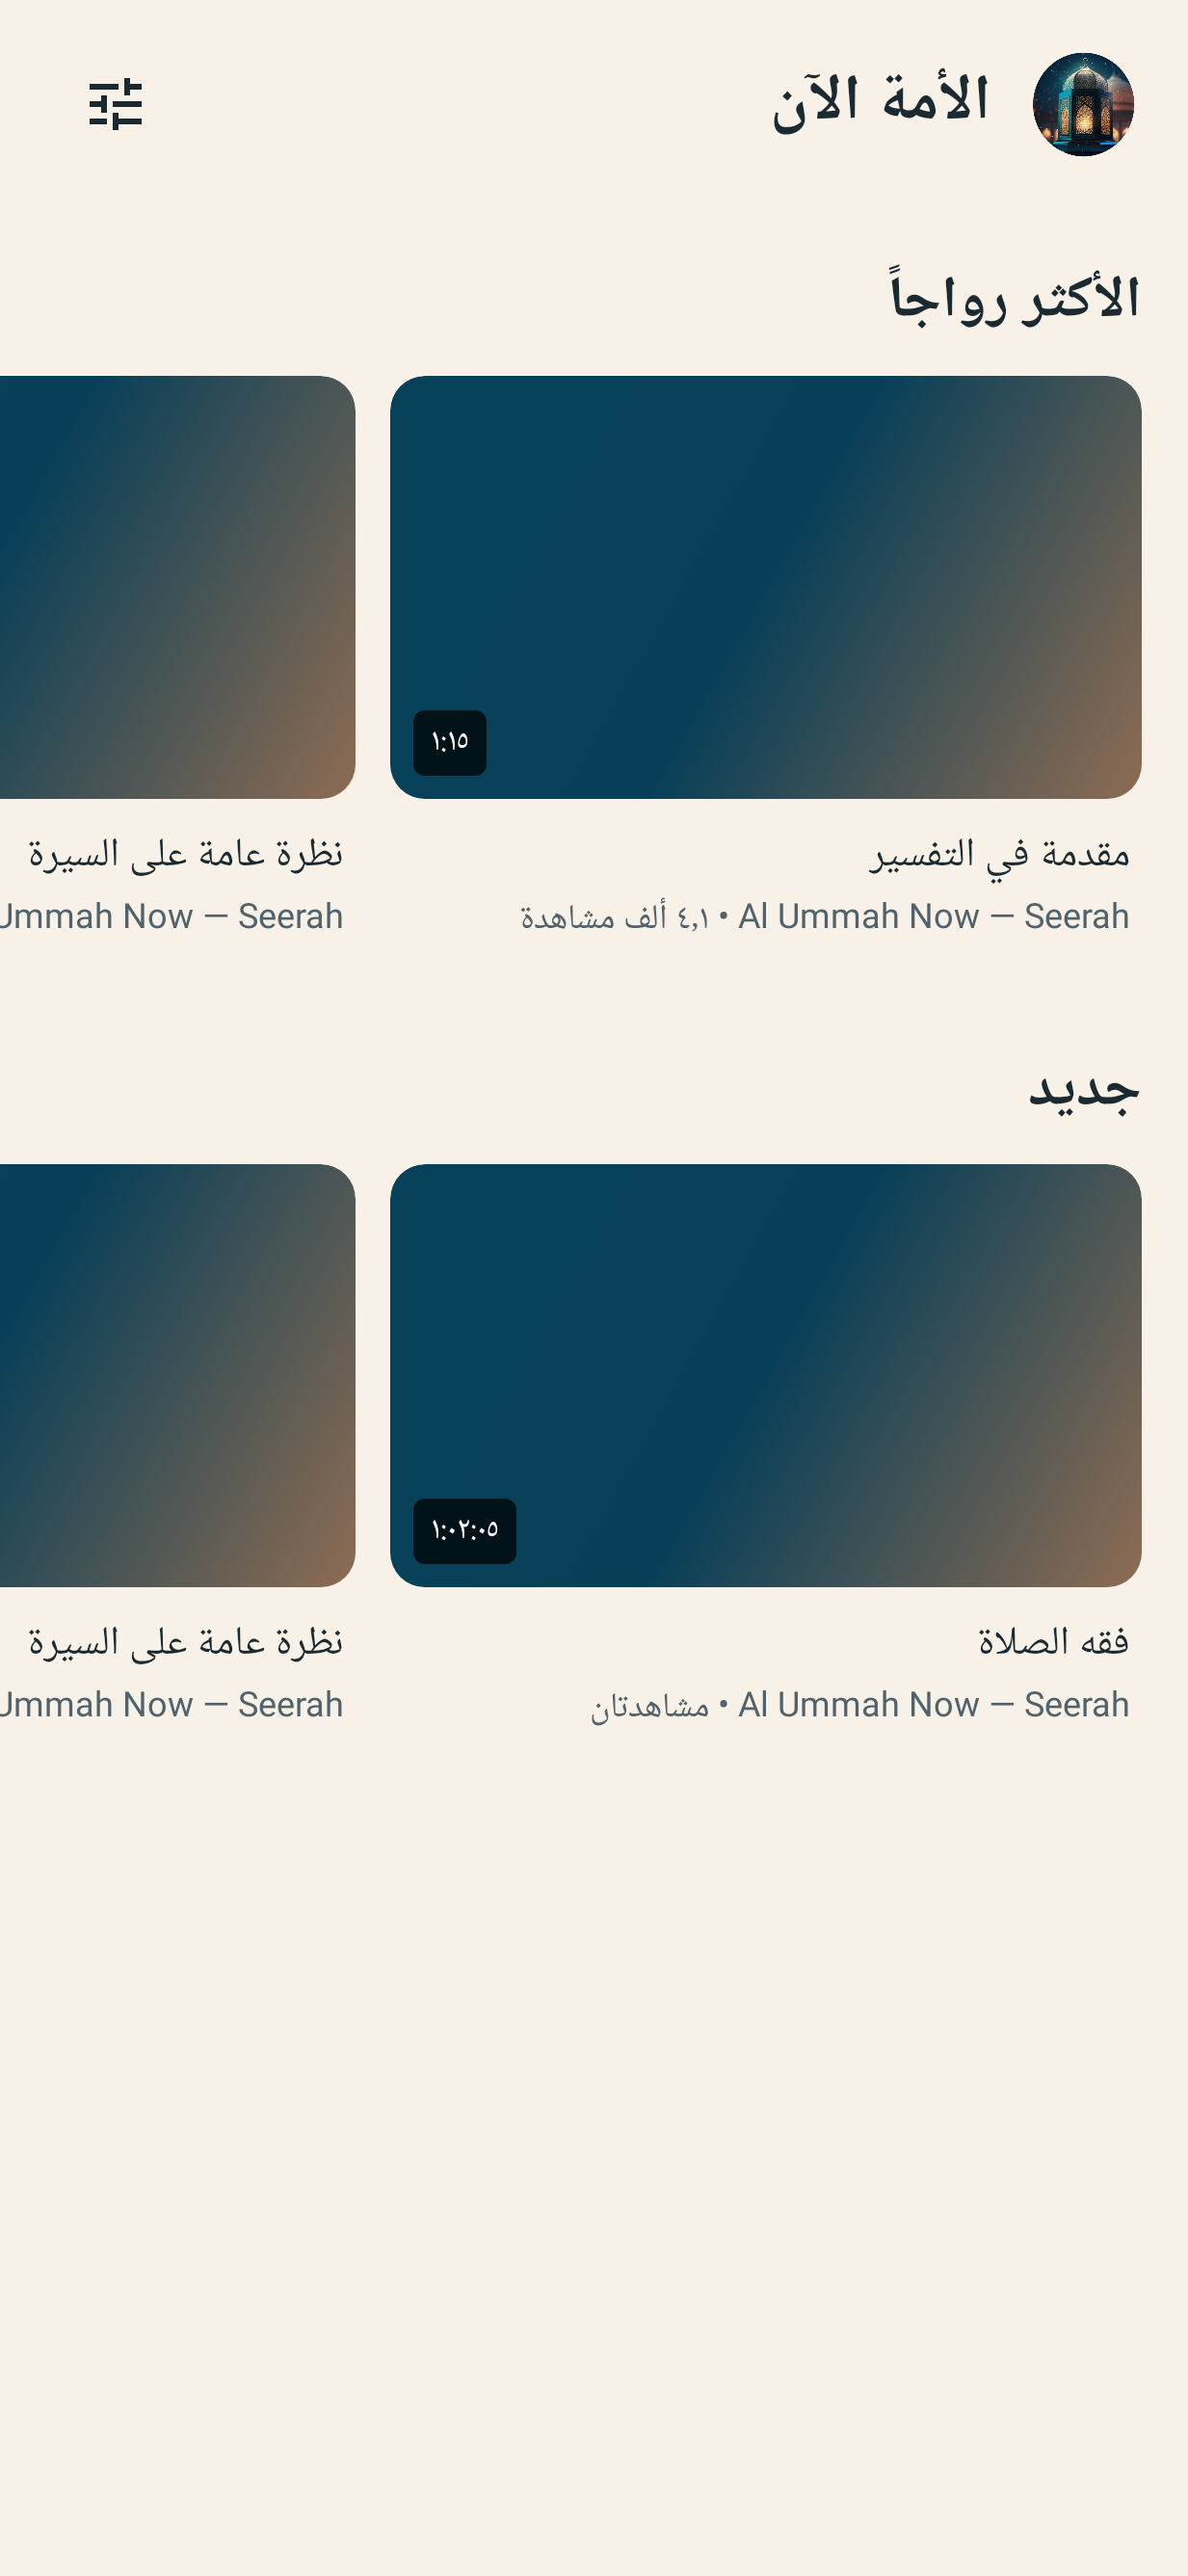 الأمة الآن
الأكثر رواجاً
١:١٥
مقدمة في التفسير
Al Ummah Now — Seerah • ٤,١ ألف مشاهدة
نظرة عامة على السيرة
Ummah Now — Seerah
جديد
١:٠٢:٠٥
فقه الصلاة
Al Ummah Now — Seerah • مشاهدتان
نظرة عامة على السيرة
Ummah Now — Seerah